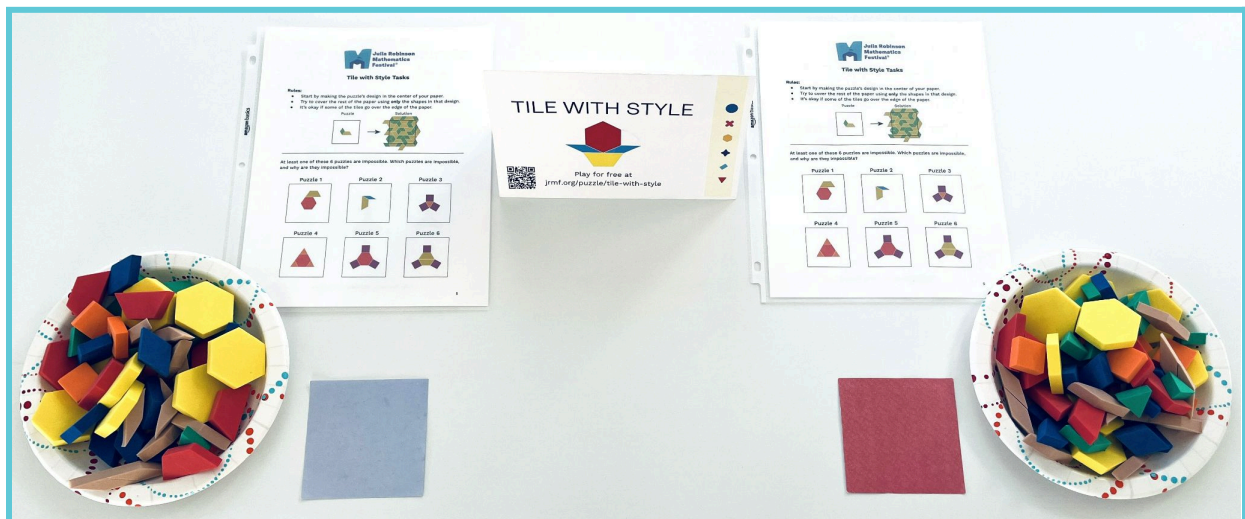 Julia Robinson
Mathematics
Festival™
Tile with Style Tasks
Rules:
• Start by making the puzzle's design in the center of your paper.
• Try to cover the rest of the paper using only the shapes in that design.
• It's okay if some of the tiles go over the edge of the paper.
Puzzle
Solution
At least one of these 6 puzzles are impossible. Which puzzles are impossible,
and why are they impossible?
Puzzle 1
Puzzle 2
Puzzle 3
Puzzle 4
Puzzle 5
Puzzle 6
TILE WITH STYLE
Play for free at
jrmf.org/puzzle/tile-with-style
Julia Robinson
Mathematics
Festival™
Tile with Style Tasks
Rules:
• Start by making the puzzle's design in the center of your paper.
• Try to cover the rest of the paper using only the shapes in that design.
• It's okay if some of the tiles go over the edge of the paper.
Puzzle
Solution
At least one of these 6 puzzles are impossible. Which puzzles are impossible,
and why are they impossible?
Puzzle 1
Puzzle 2
Puzzle 3
Puzzle 4
Puzzle 5
Puzzle 6